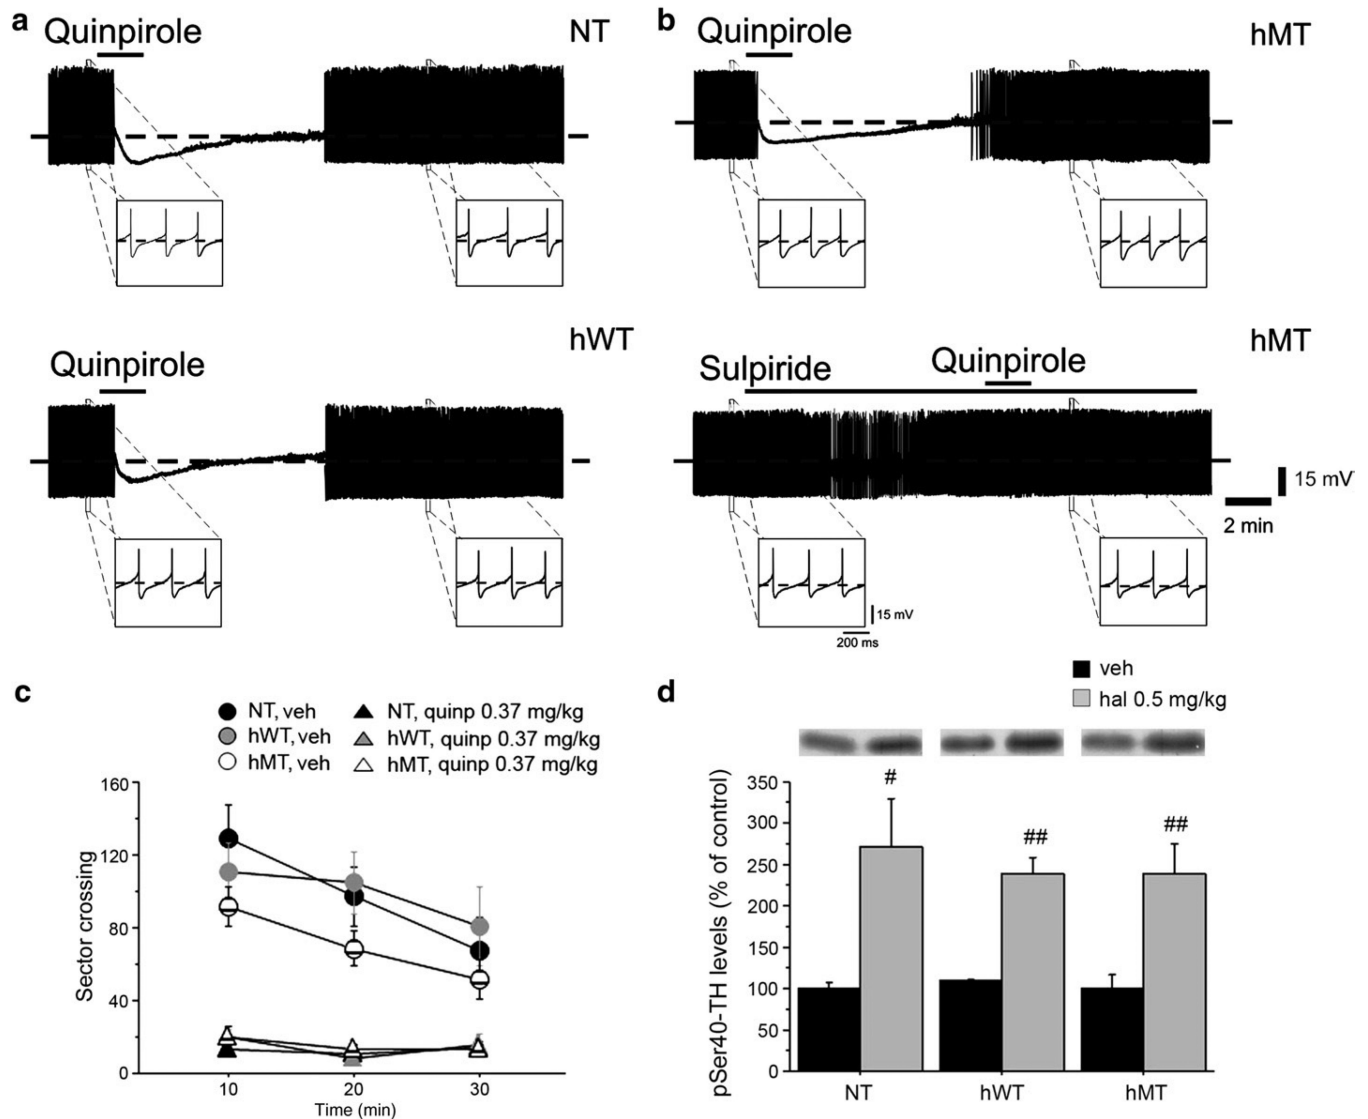 a
Quinpirole
NT
b
Quinpirole
hMT
Quinpirole
hWT
Sulpiride
Quinpirole
hMT
15 mV
2 min
15 mV
200 ms
c
NT, veh
NT, quinp 0.37 mg/kg
hWT, veh
hWT, quinp 0.37 mg/kg
hMT, veh
hMT, quinp 0.37 mg/kg
Sector crossing
160
120
80
40
0
10 20 30
Time (min)
d
veh
hal 0.5 mg/kg
pSer40-TH levels (% of control)
350
300
250
200
150
100
50
0
# ## ##
NT hWT hMT